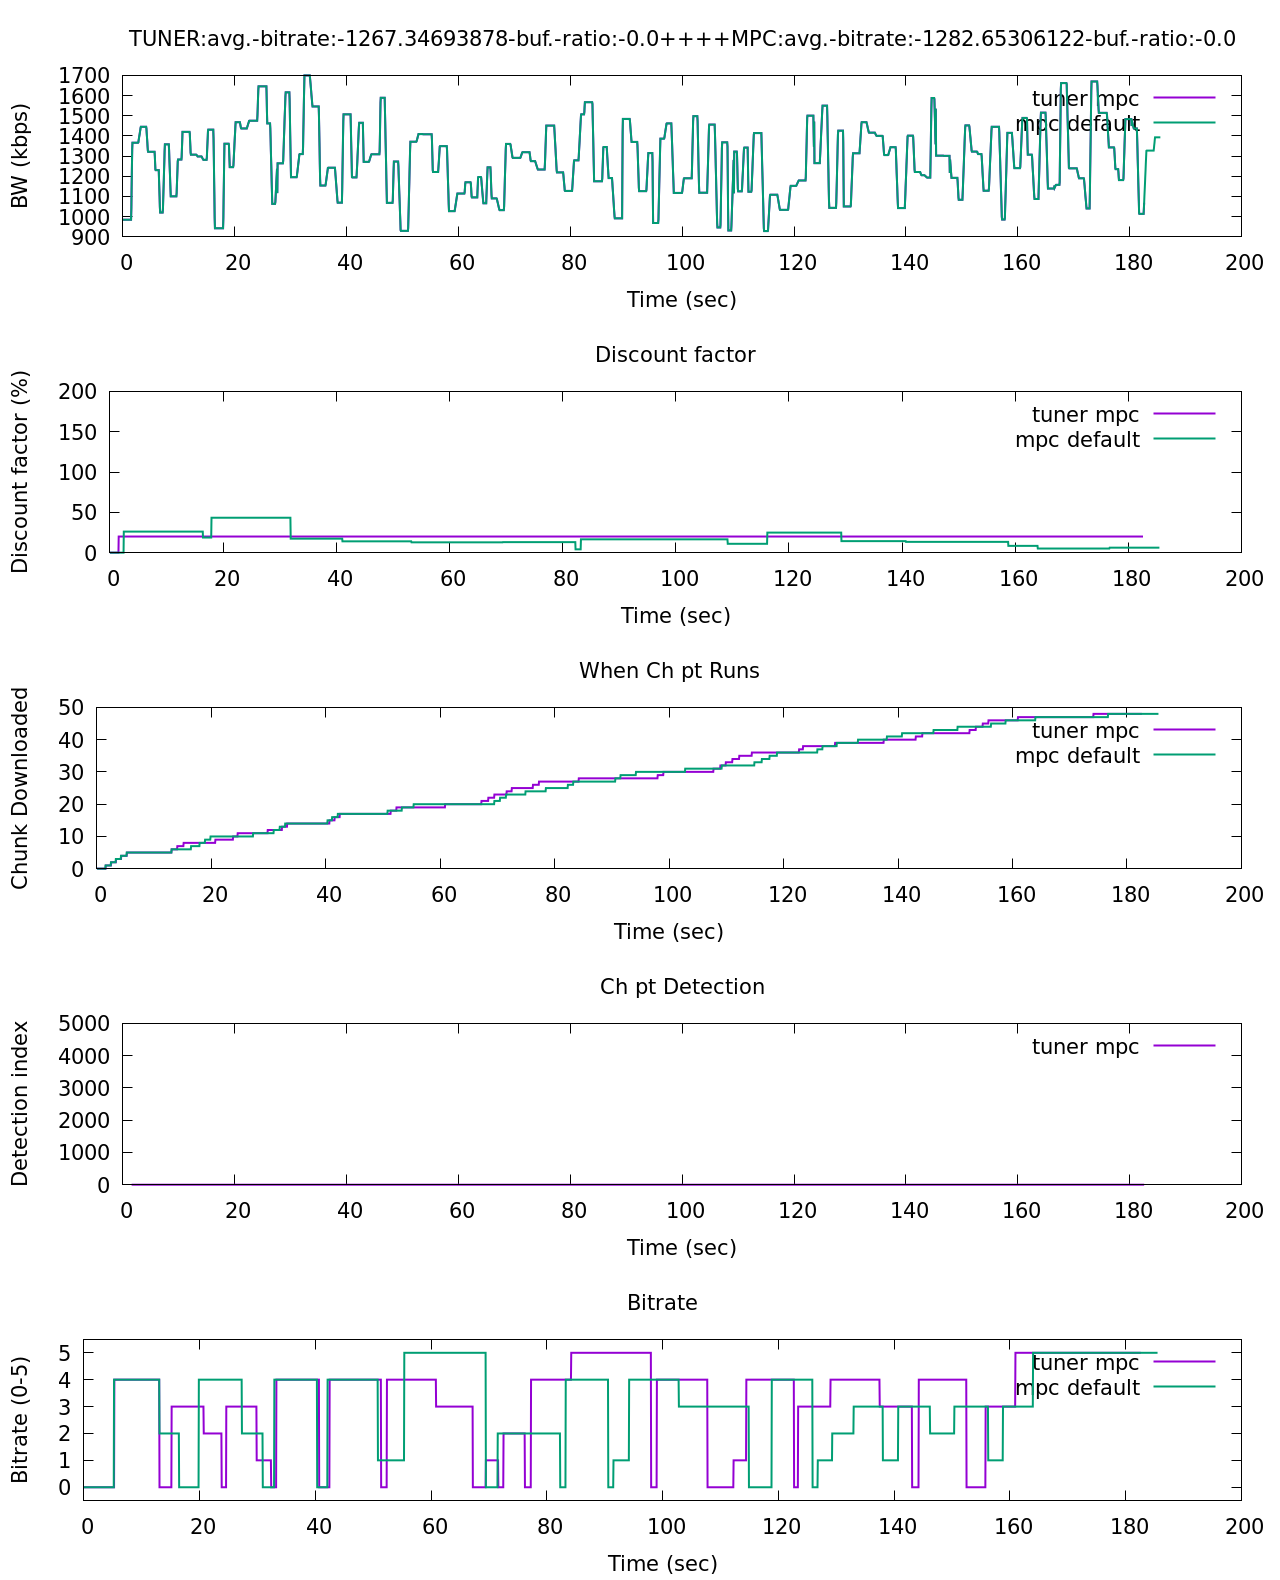 TUNER:avg.-bitrate:-1267.34693878-buf.-ratio:-0.0++++MPC:avg.-bitrate:-1282.65306122-buf.-ratio:-0.0
BW (kbps)
1700
1600
1500
1400
1300
1200
1100
1000
900
tuner mpc
mpc default
0 20 40 60 80 100 120 140 160 180 200
Time (sec)
Discount factor
Discount factor (%)
200
150
100
50
0
tuner mpc
mpc default
0 20 40 60 80 100 120 140 160 180 200
Time (sec)
When Ch pt Runs
Chunk Downloaded
50
40
30
20
10
0
tuner mpc
mpc default
0 20 40 60 80 100 120 140 160 180 200
Time (sec)
Ch pt Detection
Detection index
5000
4000
3000
2000
1000
0
tuner mpc
0 20 40 60 80 100 120 140 160 180 200
Time (sec)
Bitrate
Bitrate (0-5)
5
4
3
2
1
0
tuner mpc
mpc default
0 20 40 60 80 100 120 140 160 180 200
Time (sec)